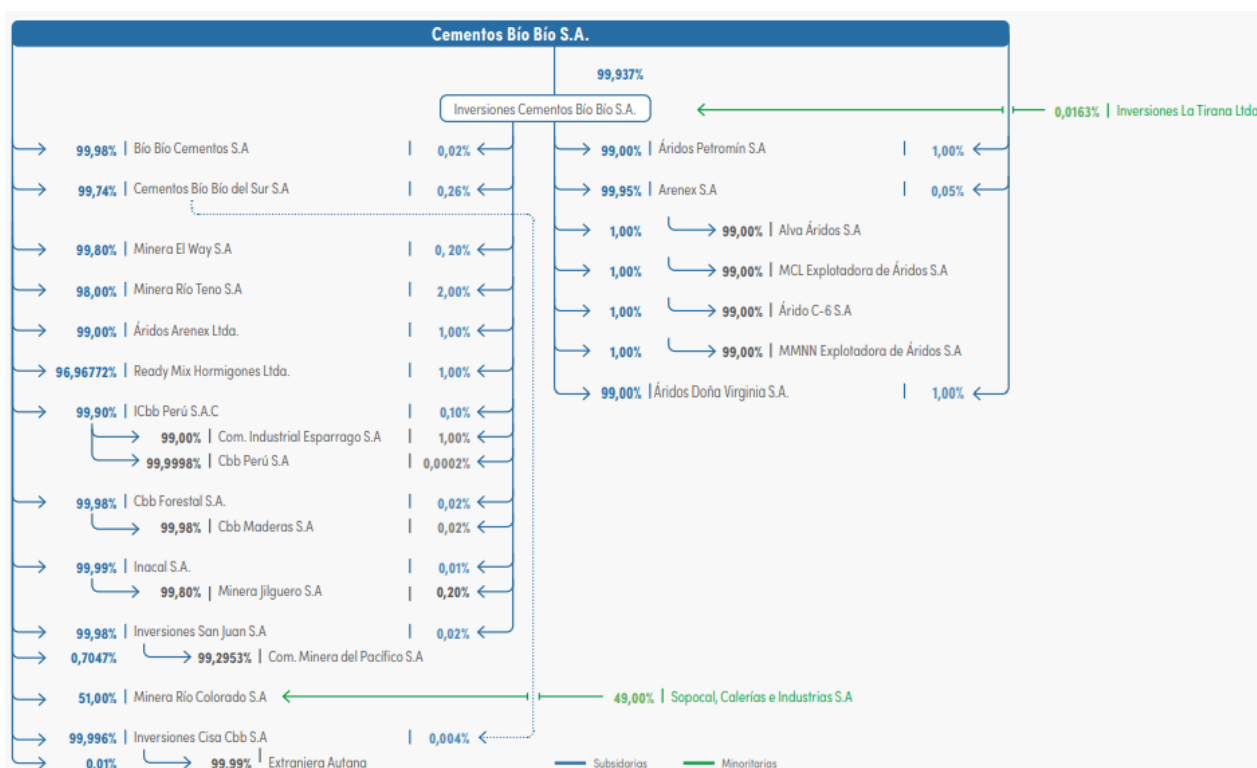 Cementos Bío Bío S.A.
99,937%
Inversiones Cementos Bío Bío S.A.
0,0163% | Inversiones La Tirana Ltda
99,98% | Bío Bío Cementos S.A | 0,02%
99,00% | Áridos Petromín S.A | 1,00%
99,74% | Cementos Bío Bío del Sur S.A | 0,26%
99,95% | Arenex S.A | 0,05%
1,00% 99,00% | Alva Áridos S.A
99,80% | Minera El Way S.A | 0, 20%
1,00% 99,00% | MCL Explotadora de Áridos S.A
98,00% | Minera Río Teno S.A | 2,00%
1,00% 99,00% | Árido C-6 S.A
99,00% | Áridos Arenex Ltda. | 1,00%
1,00% 99,00% | MMNN Explotadora de Áridos S.A
96,96772% | Ready Mix Hormigones Ltda. | 1,00%
99,00% | Áridos Doña Virginia S.A. | 1,00%
99,90% | ICbb Perú S.A.C | 0,10%
99,00% | Com. Industrial Esparrago S.A | 1,00%
99,9998% | Cbb Perú S.A | 0,0002%
99,98% | Cbb Forestal S.A. | 0,02%
99,98% | Cbb Maderas S.A | 0,02%
99,99% | Inacal S.A. | 0,01%
99,80% | Minera Jilguero S.A | 0,20%
99,98% | Inversiones San Juan S.A | 0,02%
0,7047% 99,2953% | Com. Minera del Pacífico S.A
51,00% | Minera Río Colorado S.A
49,00% | Sopocal, Calerías e Industrias S.A
99,996% | Inversiones Cisa Cbb S.A | 0,004%
0,01% 99,99% | Extranjera Autana
Subsidarias
Minoritarias